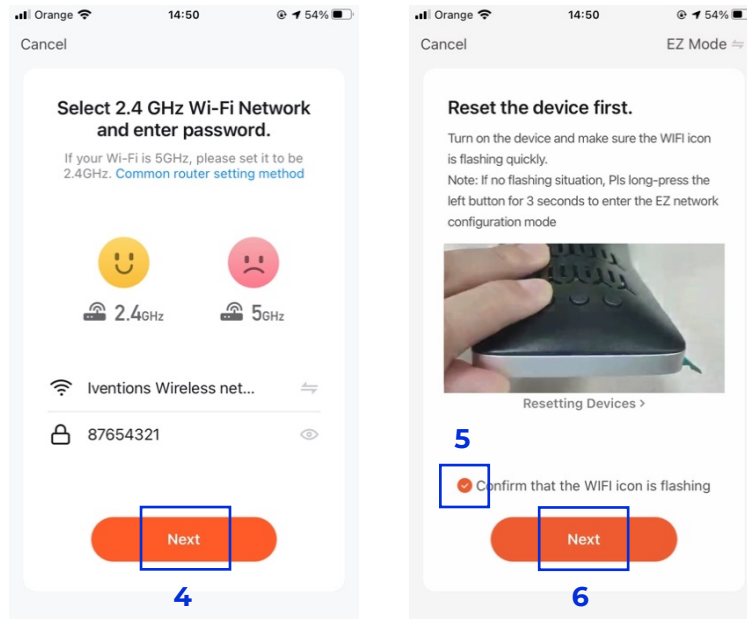 Orange 14:50 54%
Cancel
Select 2.4 GHz Wi-Fi Network
and enter password.
If your Wi-Fi is 5GHz, please set it to be
2.4GHz. Common router setting method
2.4GHz 5GHz
Iventions Wireless net...
87654321
Next
4
Orange 14:50 54%
Cancel EZ Mode
Reset the device first.
Turn on the device and make sure the WIFI icon
is flashing quickly.
Note: If no flashing situation, Pls long-press the
left button for 3 seconds to enter the EZ network
configuration mode
Resetting Devices >
5
Confirm that the WIFI icon is flashing
Next
6